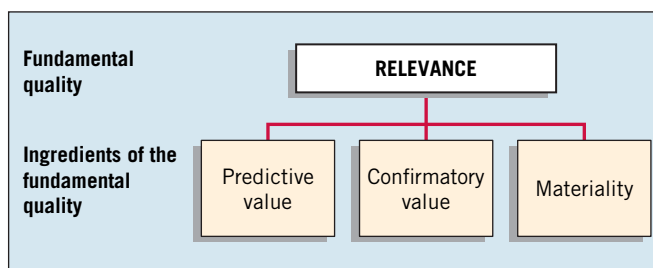 Fundamental
quality
RELEVANCE
Ingredients of the
fundamental
quality
Predictive
value
Confirmatory
value
Materiality